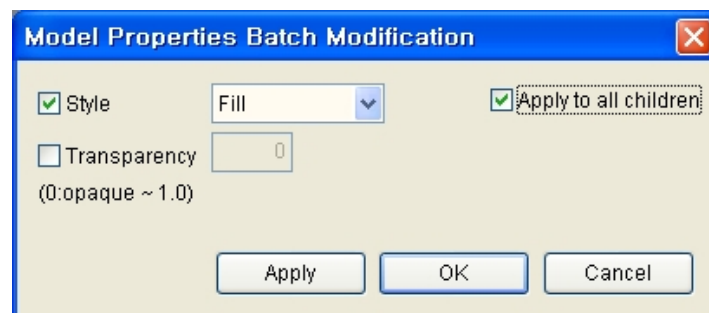 Model Properties Batch Modification
Style Fill Apply to all children
Transparency 0
(0:opaque ~ 1.0)
Apply OK Cancel